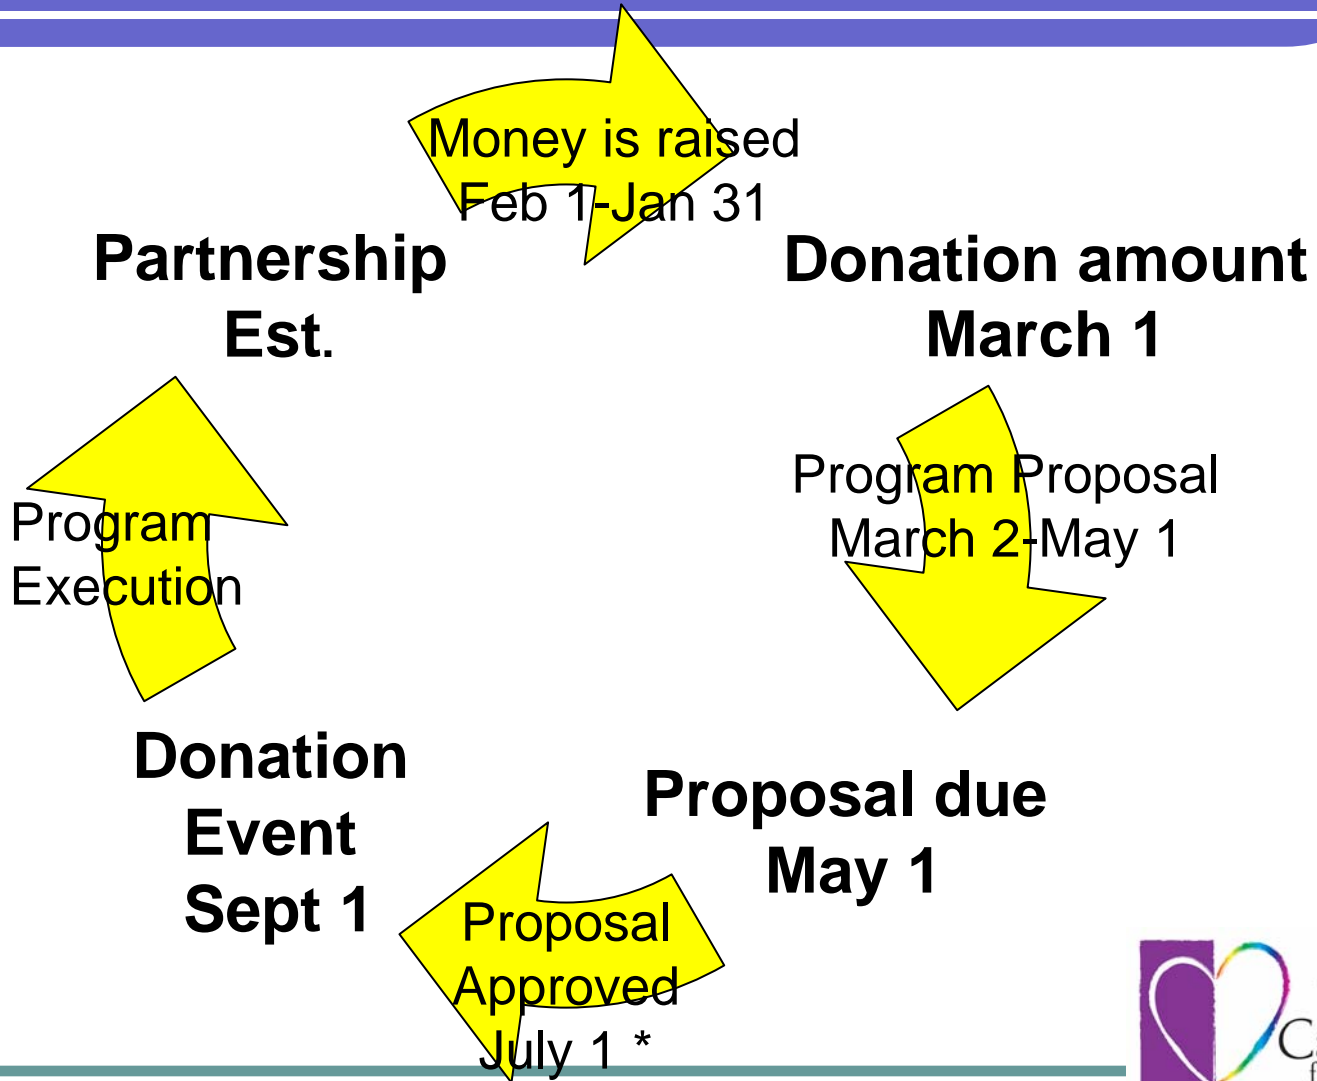 Money is raised
Feb 1-Jan 31
Partnership
Est.
Donation amount
March 1
Program Proposal
March 2-May 1
Program
Execution
Donation
Event
Sept 1
Proposal due
May 1
Proposal
Approved
July 1 *